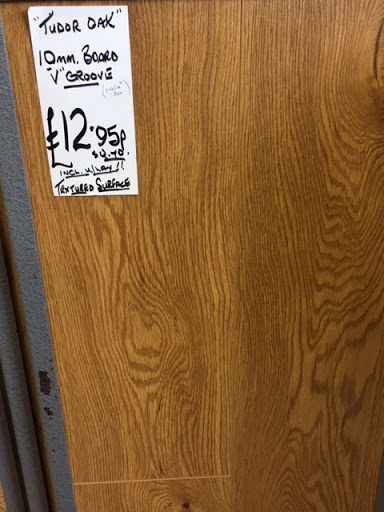 "TUDOR OAK"
10mm. BOARD
"V" GROOVE
£12.95p
SQ.YD.
INCL. U/LAY!!
TEXTURED SURFACE